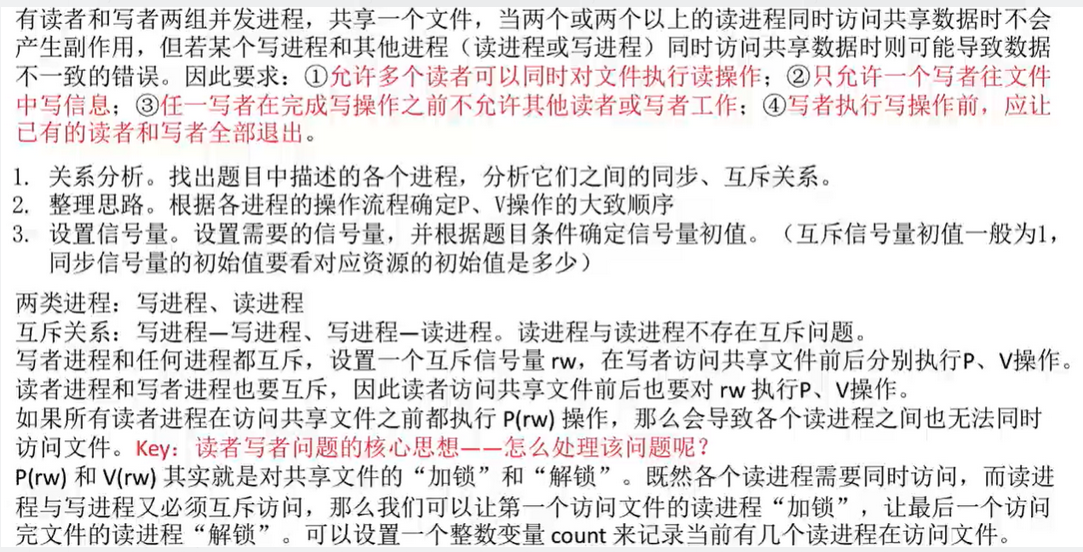 有读者和写者两组并发进程，共享一个文件，当两个或两个以上的读进程同时访问共享数据时不会
产生副作用，但若某个写进程和其他进程（读进程或写进程）同时访问共享数据时则可能导致数据
不一致的错误。因此要求：①允许多个读者可以同时对文件执行读操作；②只允许一个写者往文件
中写信息；③任一写者在完成写操作之前不允许其他读者或写者工作；④写者执行写操作前，应让
已有的读者和写者全部退出。
1. 关系分析。找出题目中描述的各个进程，分析它们之间的同步、互斥关系。
2. 整理思路。根据各进程的操作流程确定P、V操作的大致顺序
3. 设置信号量。设置需要的信号量，并根据题目条件确定信号量初值。（互斥信号量初值一般为1，
同步信号量的初始值要看对应资源的初始值是多少）
两类进程：写进程、读进程
互斥关系：写进程—写进程、写进程—读进程。读进程与读进程不存在互斥问题。
写者进程和任何进程都互斥，设置一个互斥信号量 rw，在写者访问共享文件前后分别执行P、V操作。
读者进程和写者进程也要互斥，因此读者访问共享文件前后也要对 rw 执行P、V操作。
如果所有读者进程在访问共享文件之前都执行 P(rw) 操作，那么会导致各个读进程之间也无法同时
访问文件。Key：读者写者问题的核心思想——怎么处理该问题呢？
P(rw) 和 V(rw) 其实就是对共享文件的“加锁”和“解锁”。既然各个读进程需要同时访问，而读进
程与写进程又必须互斥访问，那么我们可以让第一个访问文件的读进程“加锁”，让最后一个访问
完文件的读进程“解锁”。可以设置一个整数变量 count 来记录当前有几个读进程在访问文件。